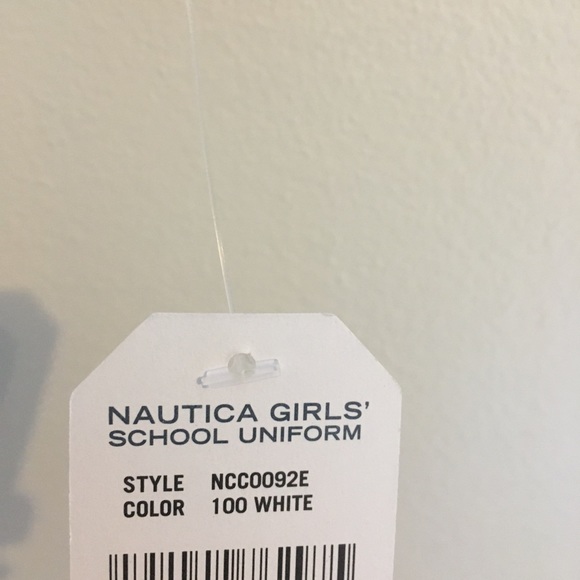 NAUTICA GIRLS'
SCHOOL UNIFORM
STYLE NCC0092E
COLOR 100 WHITE